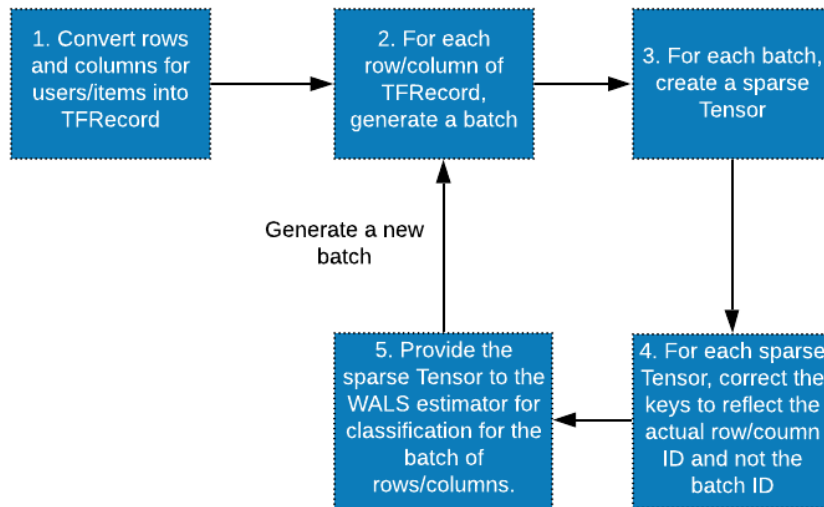 1. Convert rows
and columns for
users/items into
TFRecord
2. For each
row/column of
TFRecord,
generate a batch
3. For each batch,
create a sparse
Tensor
Generate a new
batch
5. Provide the
sparse Tensor to the
WALS estimator for
classification for the
batch of
rows/columns.
4. For each sparse
Tensor, correct the
keys to reflect the
actual row/coumn
ID and not the
batch ID